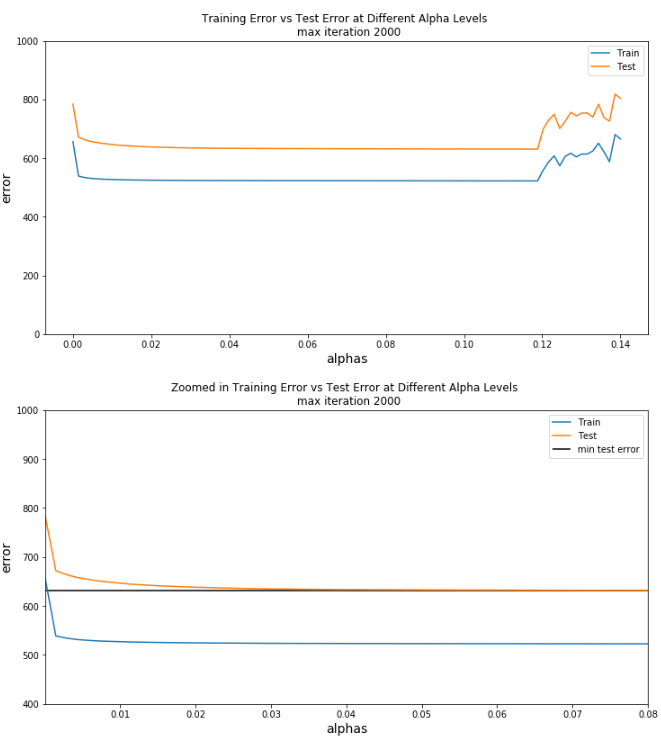 Training Error vs Test Error at Different Alpha Levels
max iteration 2000
1000
800
600
400
200
0
error
Train
Test
0.00 0.02 0.04 0.06 0.08 0.10 0.12 0.14
alphas
Zoomed in Training Error vs Test Error at Different Alpha Levels
max iteration 2000
1000
900
800
700
600
500
400
error
Train
Test
min test error
0.01 0.02 0.03 0.04 0.05 0.06 0.07 0.08
alphas